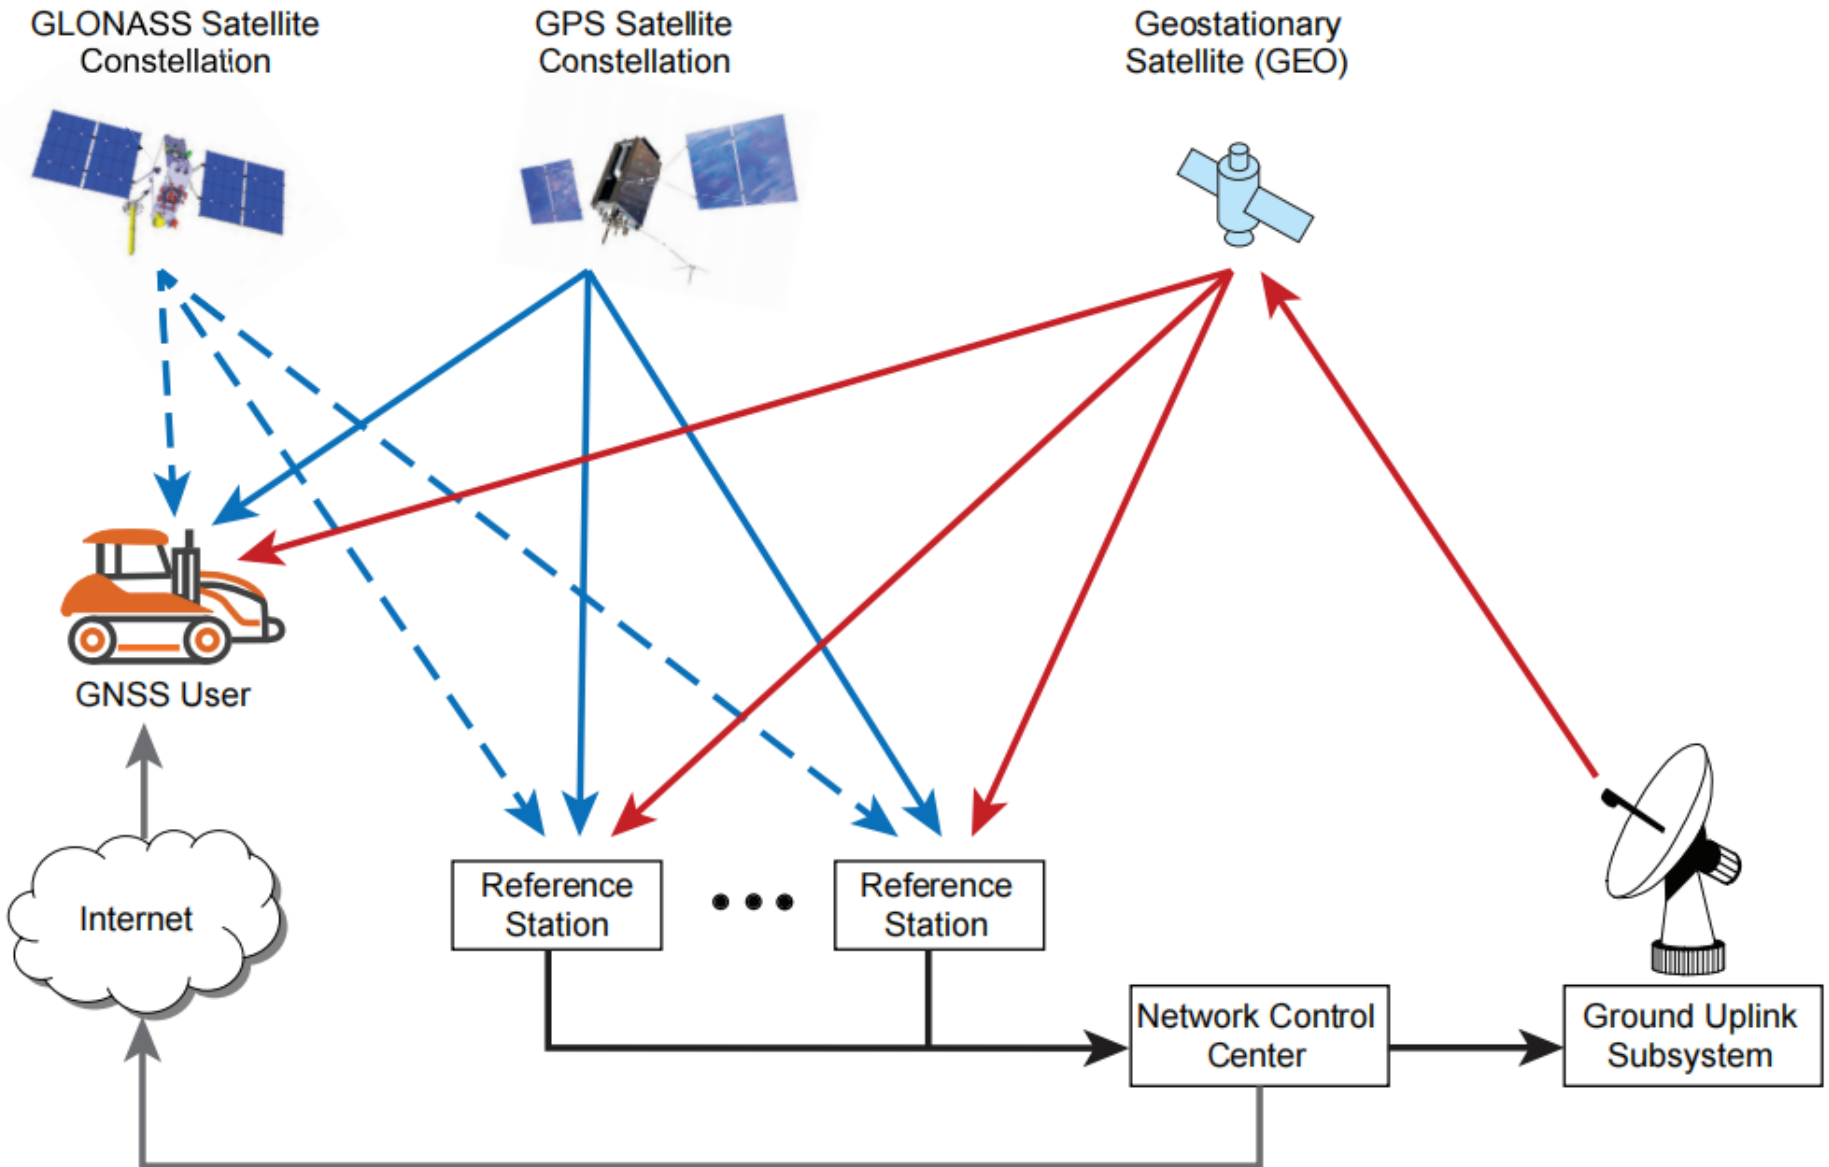 GLONASS Satellite
Constellation
GPS Satellite
Constellation
Geostationary
Satellite (GEO)
GNSS User
Internet
Reference
Station
Reference
Station
Network Control
Center
Ground Uplink
Subsystem